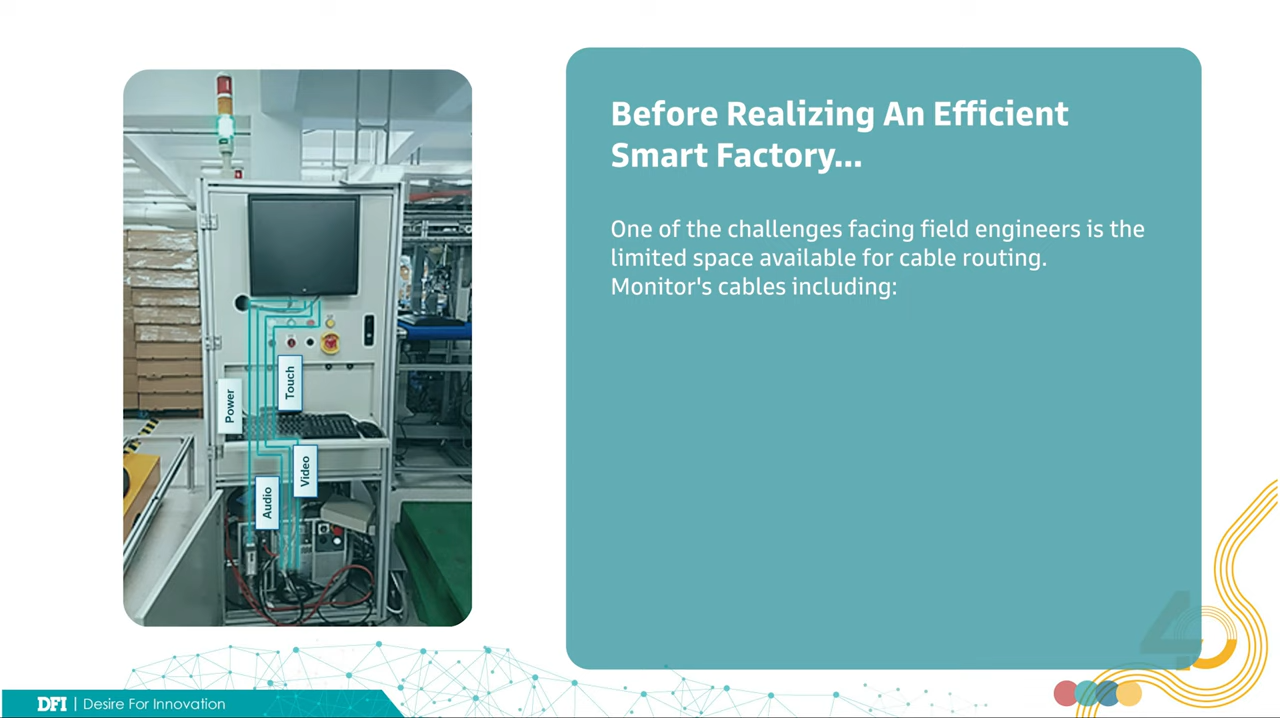 Before Realizing An Efficient
Smart Factory...
One of the challenges facing field engineers is the
limited space available for cable routing.
Monitor's cables including:
Touch
Power
Video
Audio
DFI | Desire For Innovation